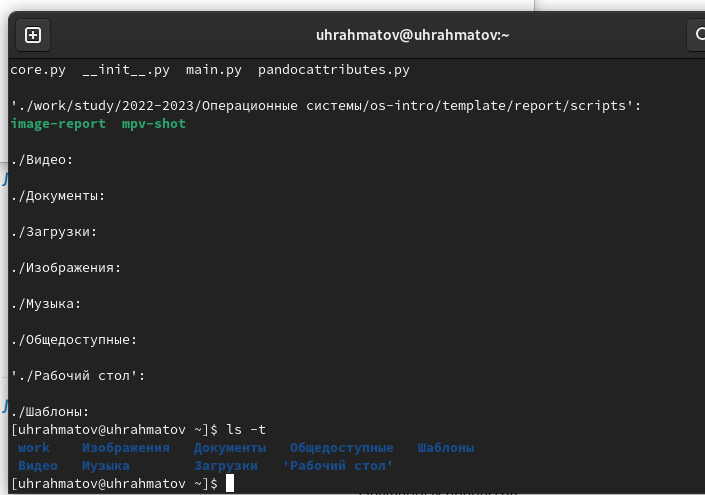 uhrahmatov@uhrahmatov:~
core.py  __init__.py  main.py  pandocattributes.py
'./work/study/2022-2023/Операционные системы/os-intro/template/report/scripts':
image-report  mpv-shot
./Видео:
./Документы:
./Загрузки:
./Изображения:
./Музыка:
./Общедоступные:
'./Рабочий стол':
./Шаблоны:
[uhrahmatov@uhrahmatov ~]$ ls -t
work    Изображения   Документы   Общедоступные   Шаблоны
Видео   Музыка        Загрузки   'Рабочий стол'
[uhrahmatov@uhrahmatov ~]$